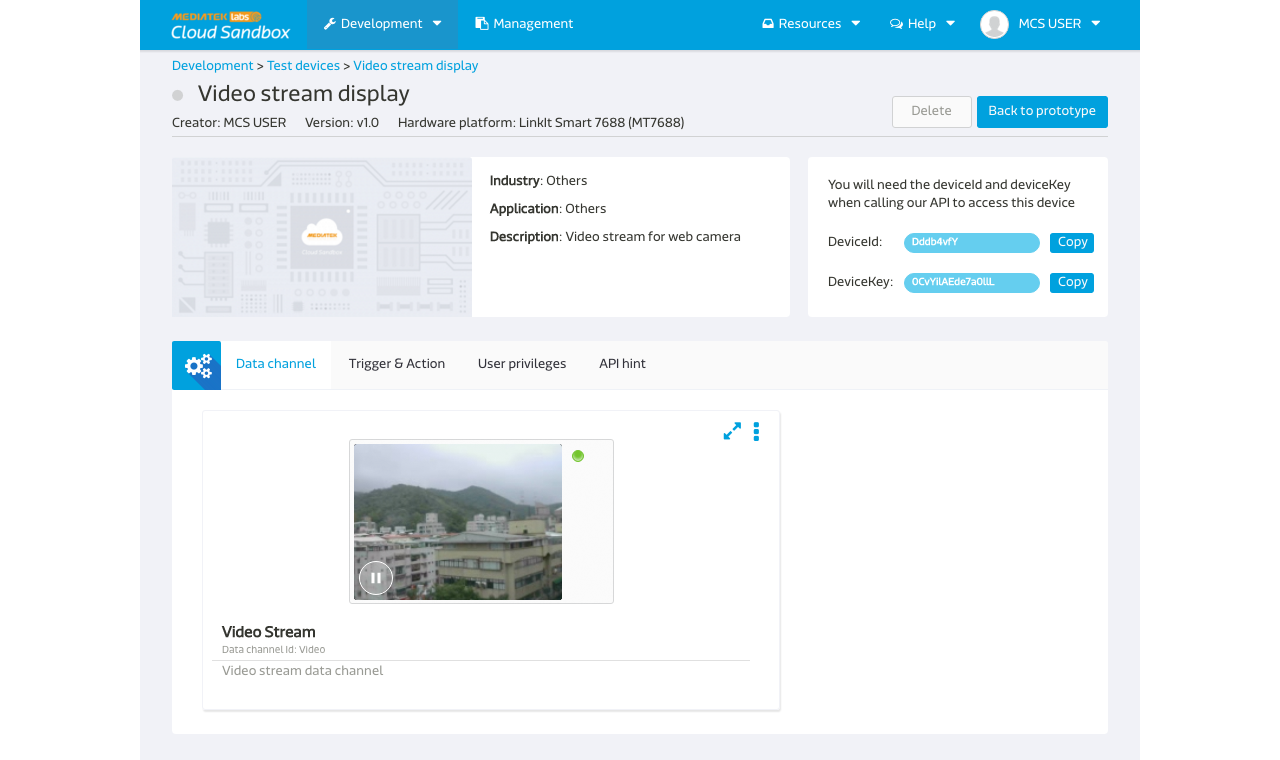 MEDIATEK labs
Cloud Sandbox
Development
Management
Resources
Help
MCS USER
Development > Test devices > Video stream display
Video stream display
Creator: MCS USER Version: v1.0 Hardware platform: LinkIt Smart 7688 (MT7688)
Delete
Back to prototype
MEDIATEK
Cloud Sandbox
Industry: Others
Application: Others
Description: Video stream for web camera
You will need the deviceId and deviceKey
when calling our API to access this device
DeviceId: Dddb4vfY Copy
DeviceKey: 0CvYilAEde7a0llL Copy
Data channel
Trigger & Action
User privileges
API hint
Video Stream
Data channel Id: Video
Video stream data channel